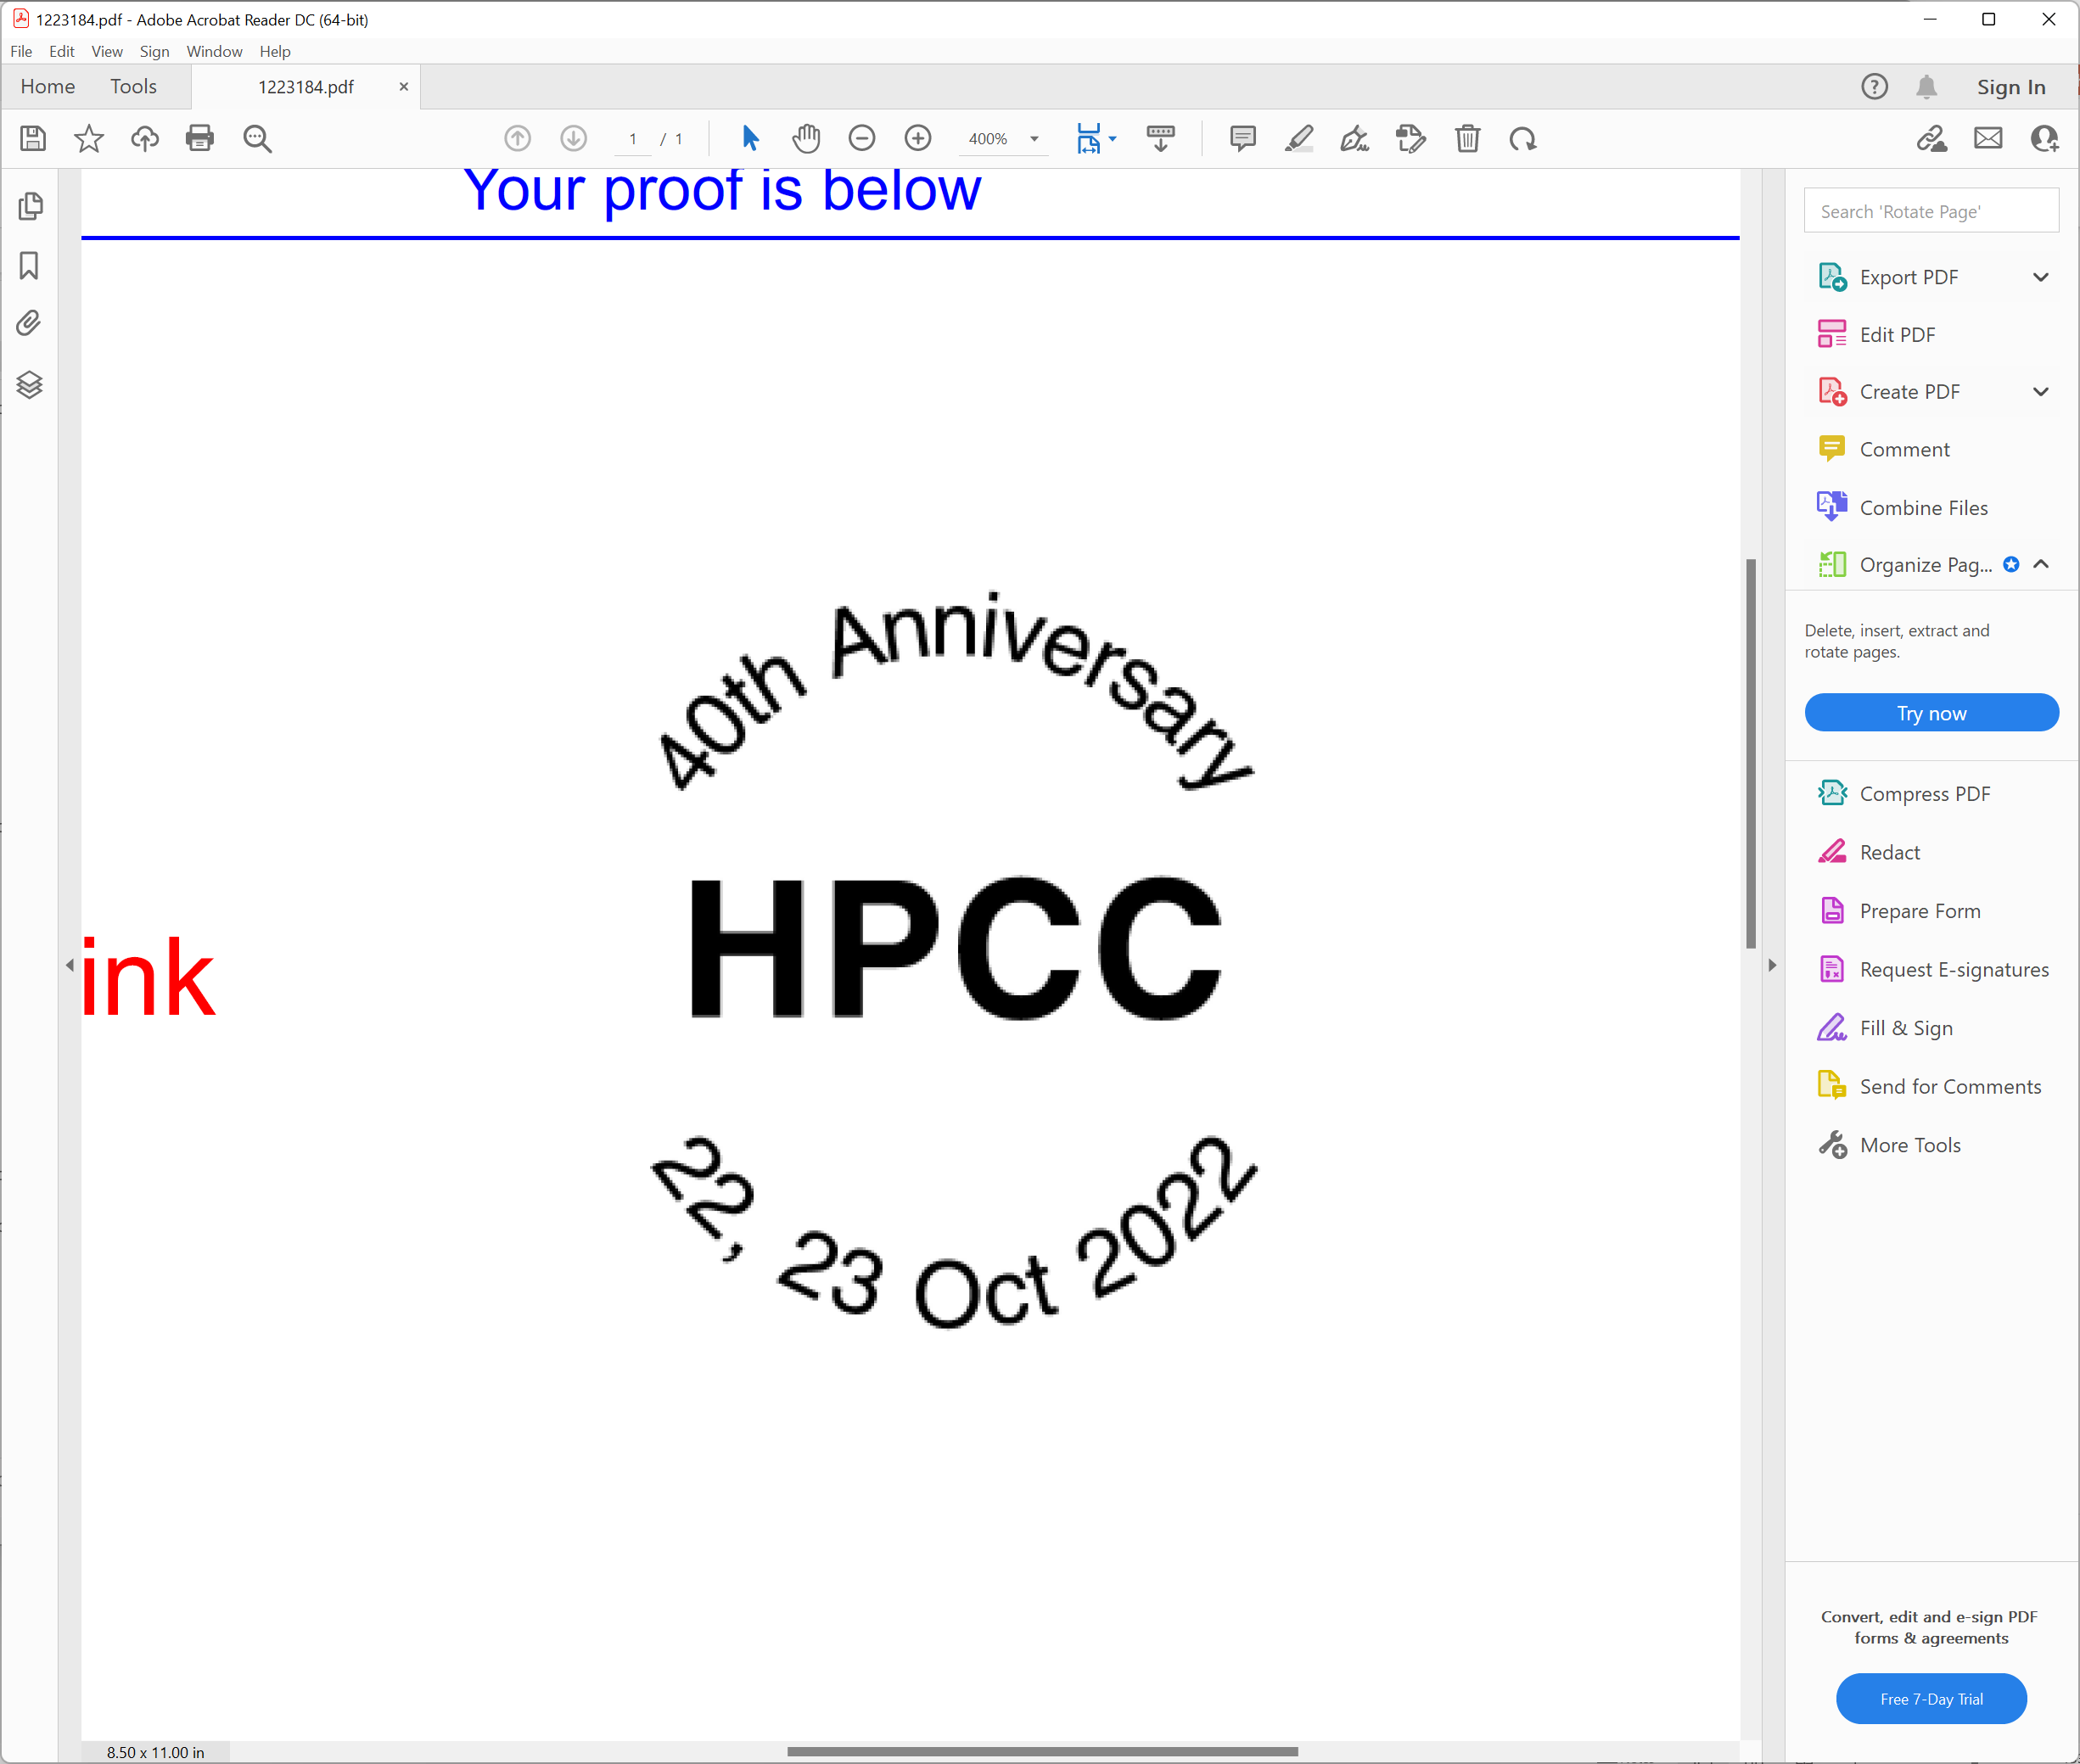 1223184.pdf - Adobe Acrobat Reader DC (64-bit)
File Edit View Sign Window Help
Home Tools 1223184.pdf × Sign In
1 / 1 400%
Your proof is below
Search 'Rotate Page'
Export PDF
Edit PDF
Create PDF
Comment
Combine Files
Organize Pag...
Delete, insert, extract and
rotate pages.
Try now
Compress PDF
Redact
Prepare Form
Request E-signatures
Fill & Sign
Send for Comments
More Tools
40th Anniversary
HPCC
ink
22, 23 Oct 2022
Convert, edit and e-sign PDF
forms & agreements
Free 7-Day Trial
8.50 x 11.00 in